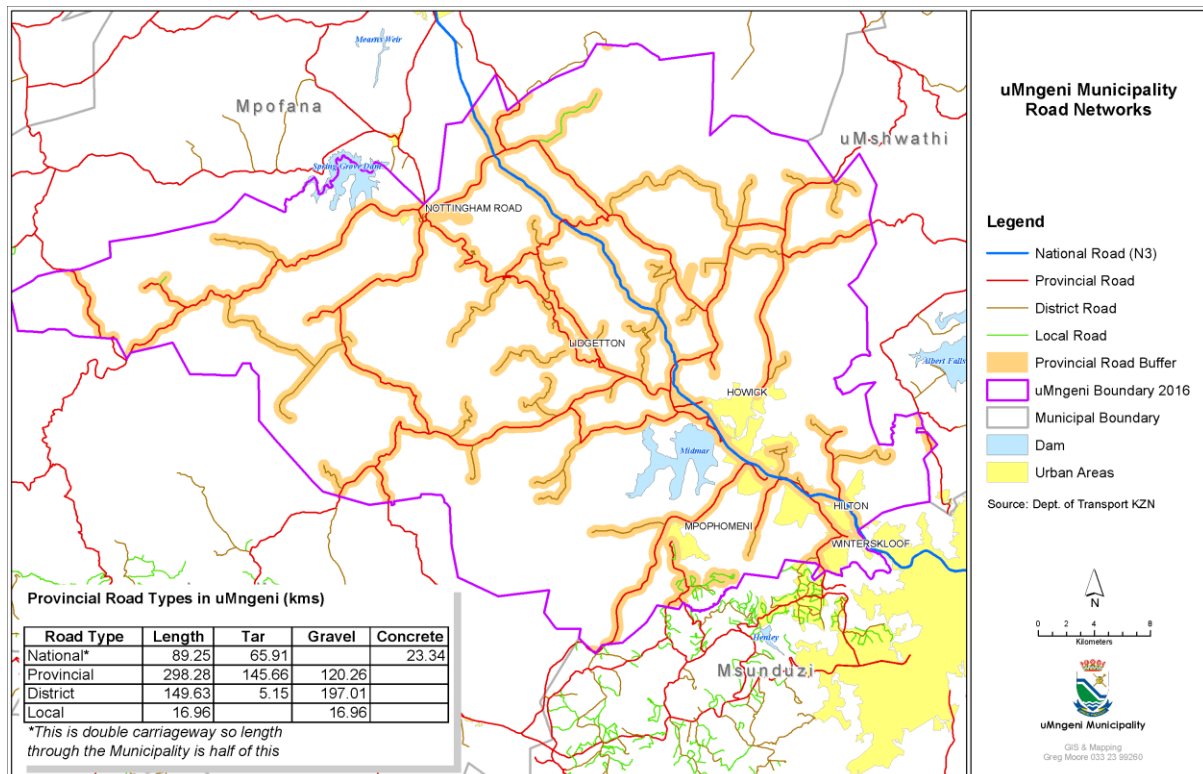 Mearns Weir
Mpofana
uMshwathi
Spring Grove Dam
NOTTINGHAM ROAD
LIDGETTON
Albert Falls
HOWICK
Midmar
HILTON
MPOPHOMENI
WINTERSKLOOF
Henley
Msunduzi
Provincial Road Types in uMngeni (kms)
Road Type Length Tar Gravel Concrete
National* 89.25 65.91 23.34
Provincial 298.28 145.66 120.26
District 149.63 5.15 197.01
Local 16.96 16.96
*This is double carriageway so length
through the Municipality is half of this
uMngeni Municipality
Road Networks
Legend
National Road (N3)
Provincial Road
District Road
Local Road
Provincial Road Buffer
uMngeni Boundary 2016
Municipal Boundary
Dam
Urban Areas
Source: Dept. of Transport KZN
N
0 2 4 8
Kilometers
uMngeni Municipality
GIS & Mapping
Greg Moore 033 23 99260